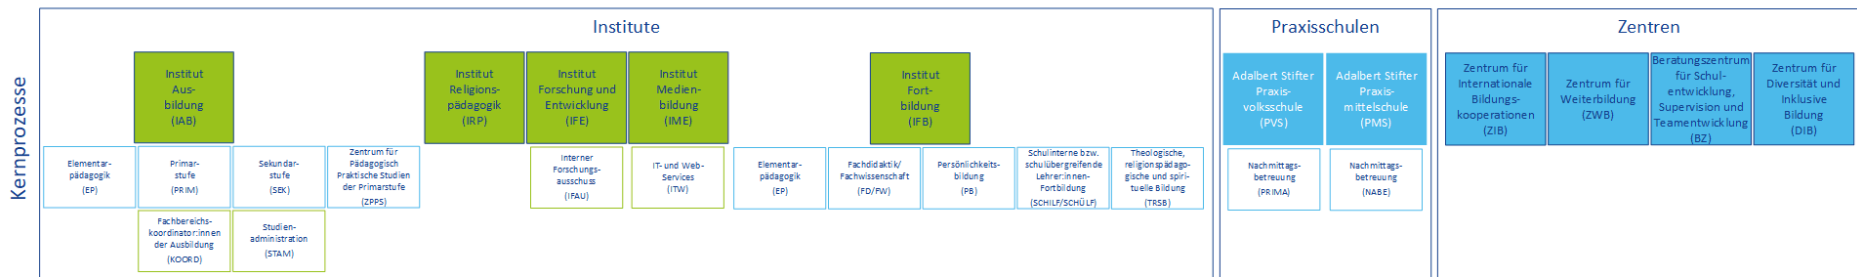 Kernprozesse
Institute
Institut
Aus-
bildung
(IAB)
Institut
Religions-
pädagogik
(IRP)
Institut
Forschung und
Entwicklung
(IFE)
Institut
Medien-
bildung
(IME)
Institut
Fort-
bildung
(IFB)
Elementar-
pädagogik
(EP)
Primar-
stufe
(PRIM)
Sekundar-
stufe
(SEK)
Zentrum für
Pädagogisch
Praktische Studien
der Primarstufe
(ZPPS)
Interner
Forschungs-
ausschuss
(IFAU)
IT- und Web-
Services
(ITW)
Elementar-
pädagogik
(EP)
Fachdidaktik/
Fachwissenschaft
(FD/FW)
Persönlichkeits-
bildung
(PB)
Schulinterne bzw.
schulübergreifende
Lehrer:innen-
Fortbildung
(SCHILF/SCHÜLF)
Theologische,
religionspädago-
gische und spiri-
tuelle Bildung
(TRSB)
Fachbereichs-
koordinator:innen
der Ausbildung
(KOORD)
Studien-
administration
(STAM)
Praxisschulen
Adalbert Stifter
Praxis-
volksschule
(PVS)
Adalbert Stifter
Praxis-
mittelschule
(PMS)
Nachmittags-
betreuung
(PRIMA)
Nachmittags-
betreuung
(NABE)
Zentren
Zentrum für
Internationale
Bildungs-
kooperationen
(ZIB)
Zentrum für
Weiterbildung
(ZWB)
Beratungszentrum
für Schul-
entwicklung,
Supervision und
Teamentwicklung
(BZ)
Zentrum für
Diversität und
Inklusive
Bildung
(DIB)